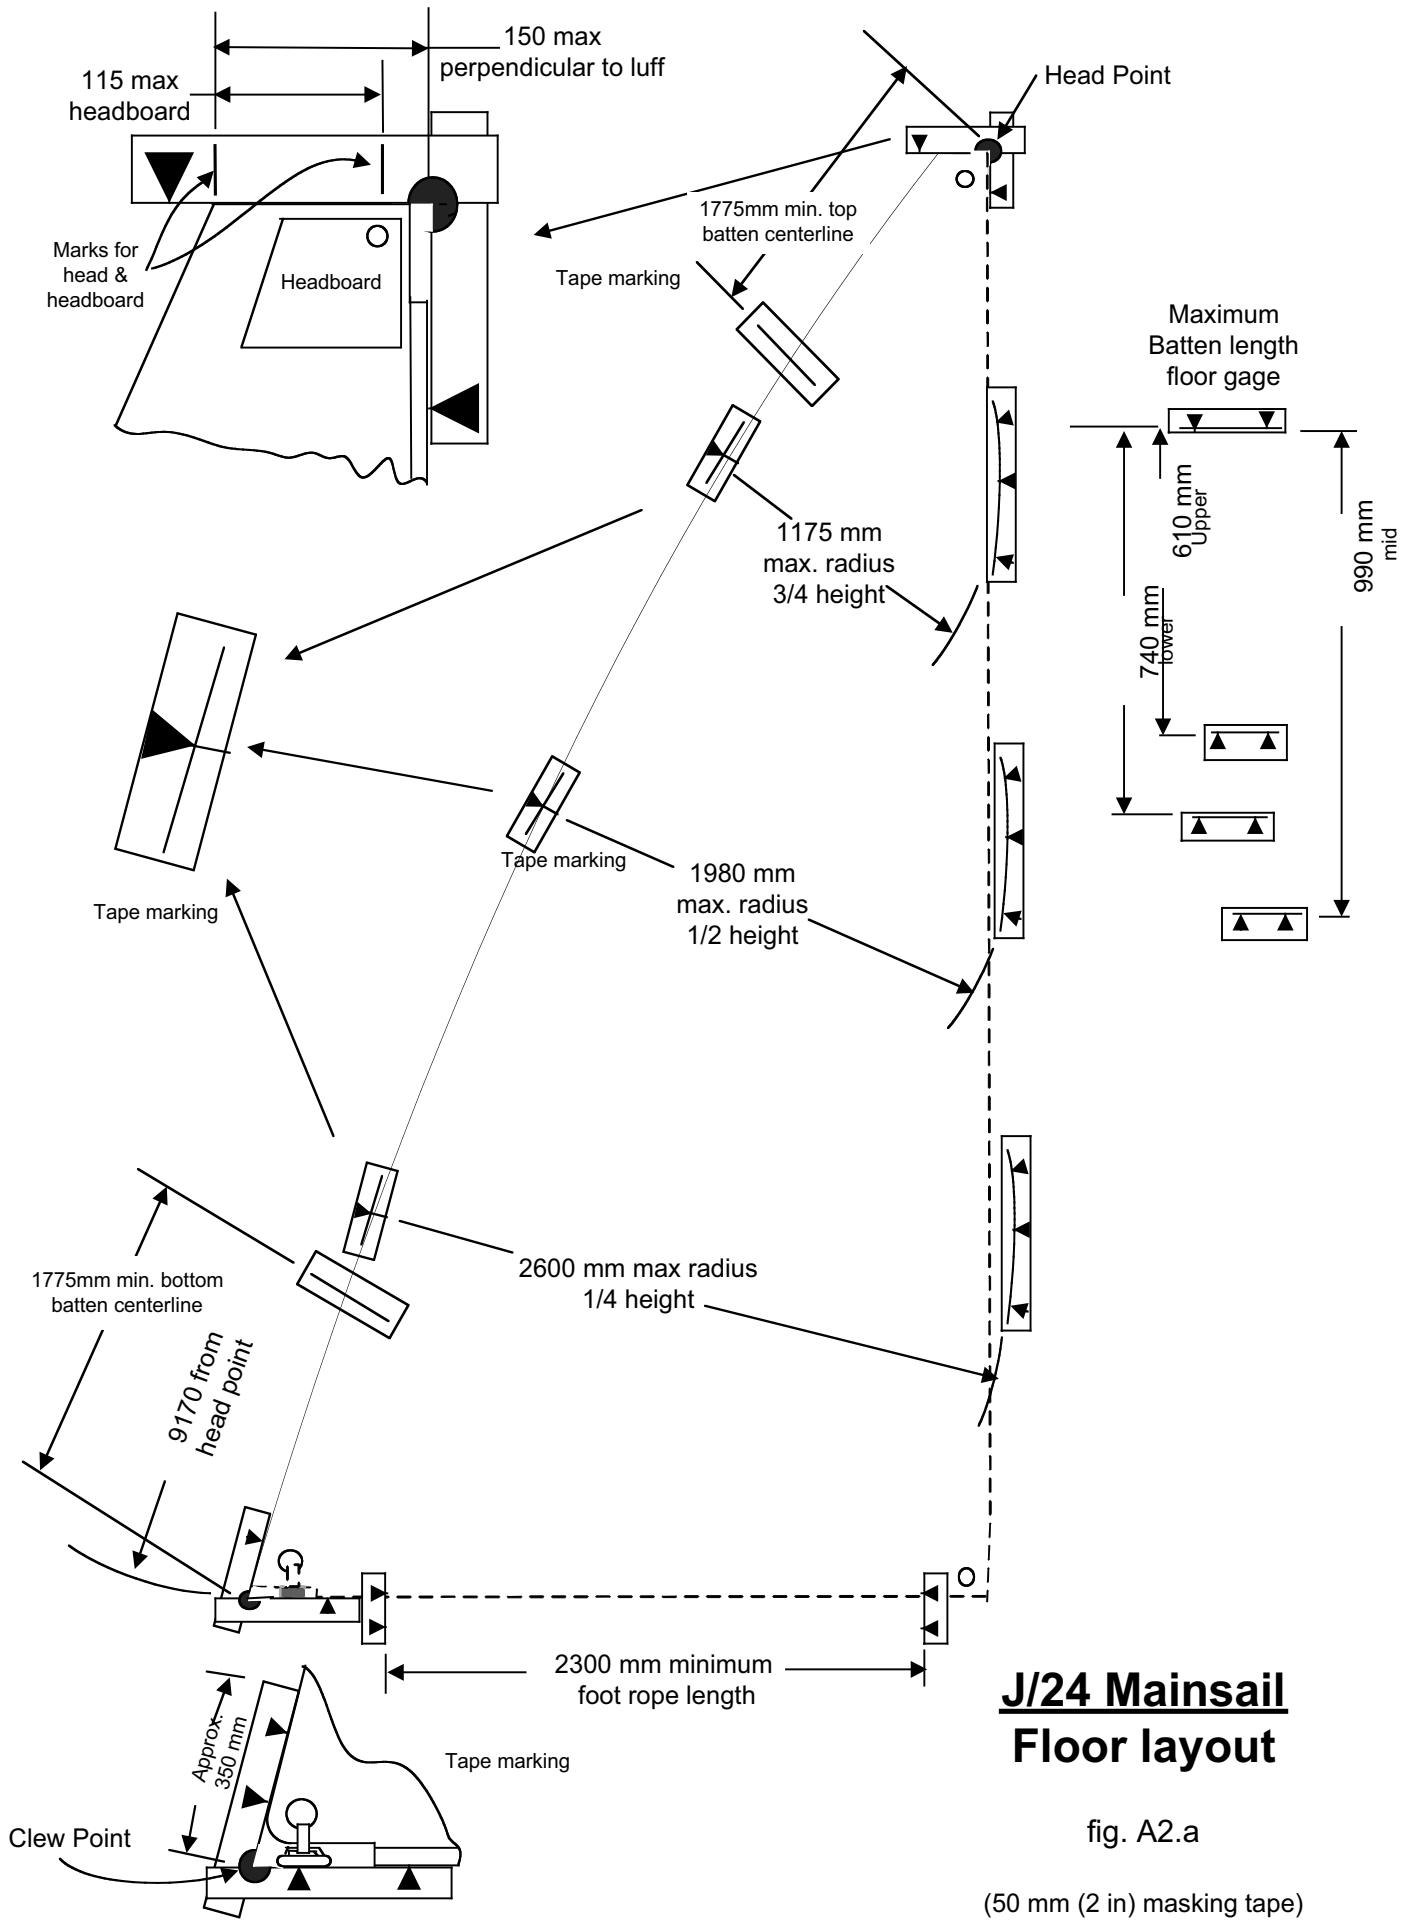 150 max
perpendicular to luff
115 max
headboard
Head Point
1775mm min. top
batten centerline
Marks for
head &
headboard
Headboard
Tape marking
Maximum
Batten length
floor gage
610 mm
Upper
990 mm
mid
1175 mm
max. radius
3/4 height
740 mm
lower
Tape marking
1980 mm
max. radius
1/2 height
Tape marking
2600 mm max radius
1/4 height
1775mm min. bottom
batten centerline
9170 from
head point
2300 mm minimum
foot rope length
J/24 Mainsail
Floor layout
Approx.
350 mm
Tape marking
Clew Point
fig. A2.a
(50 mm (2 in) masking tape)